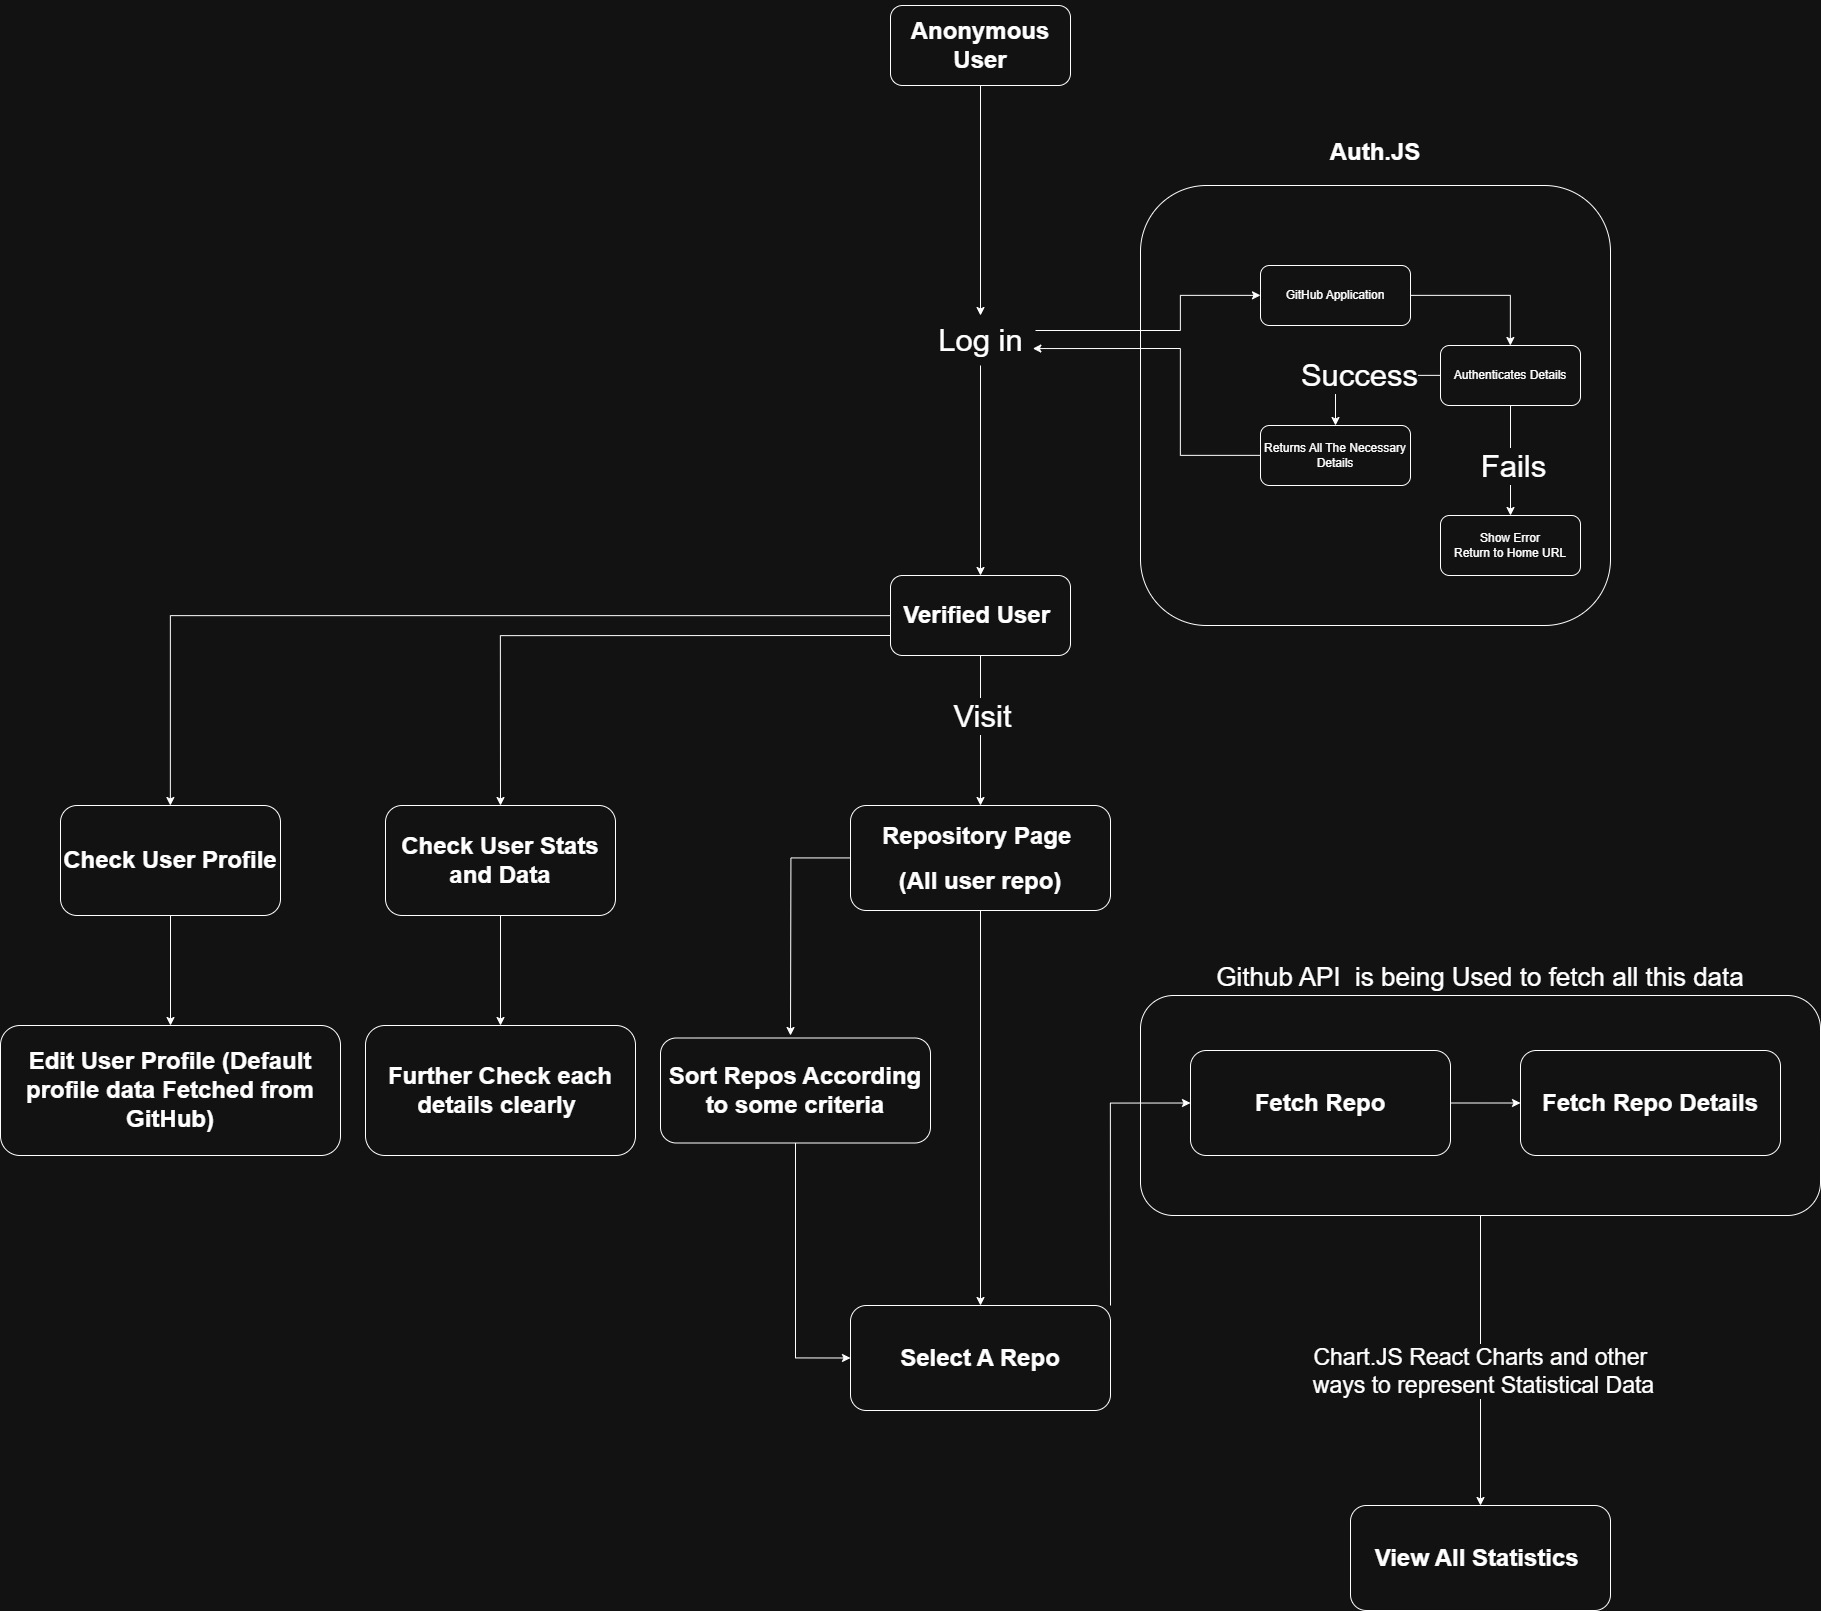 Anonymous
User
Auth.JS
GitHub Application
Log in
Success
Authenticates Details
Returns All The Necessary
Details
Fails
Show Error
Return to Home URL
Verified User
Visit
Check User Profile
Check User Stats
and Data
Repository Page
(All user repo)
Github API  is being Used to fetch all this data
Edit User Profile (Default
profile data Fetched from
GitHub)
Further Check each
details clearly
Sort Repos According
to some criteria
Fetch Repo
Fetch Repo Details
Select A Repo
Chart.JS React Charts and other
ways to represent Statistical Data
View All Statistics